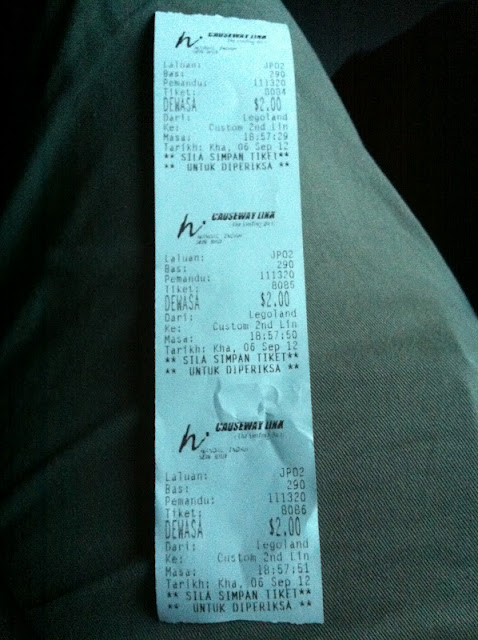 h.
CAUSEWAY LINK
Laluan: JP02
Bas: 290
Pemandu: 111320
Tiket: 8084
DEWASA $2.00
Dari: Legoland
Ke: Custom 2nd Lin
Masa: 18:57:29
Tarikh: Kha, 06 Sep 12
** SILA SIMPAN TIKET**
** UNTUK DIPERIKSA **
h.
CAUSEWAY LINK
Laluan: JP02
Bas: 290
Pemandu: 111320
Tiket: 8085
DEWASA $2.00
Dari: Legoland
Ke: Custom 2nd Lin
Masa: 18:57:50
Tarikh: Kha, 06 Sep 12
** SILA SIMPAN TIKET**
** UNTUK DIPERIKSA **
h.
CAUSEWAY LINK
Laluan: JP02
Bas: 290
Pemandu: 111320
Tiket: 8086
DEWASA $2.00
Dari: Legoland
Ke: Custom 2nd Lin
Masa: 18:57:51
Tarikh: Kha, 06 Sep 12
** SILA SIMPAN TIKET**
** UNTUK DIPERIKSA **